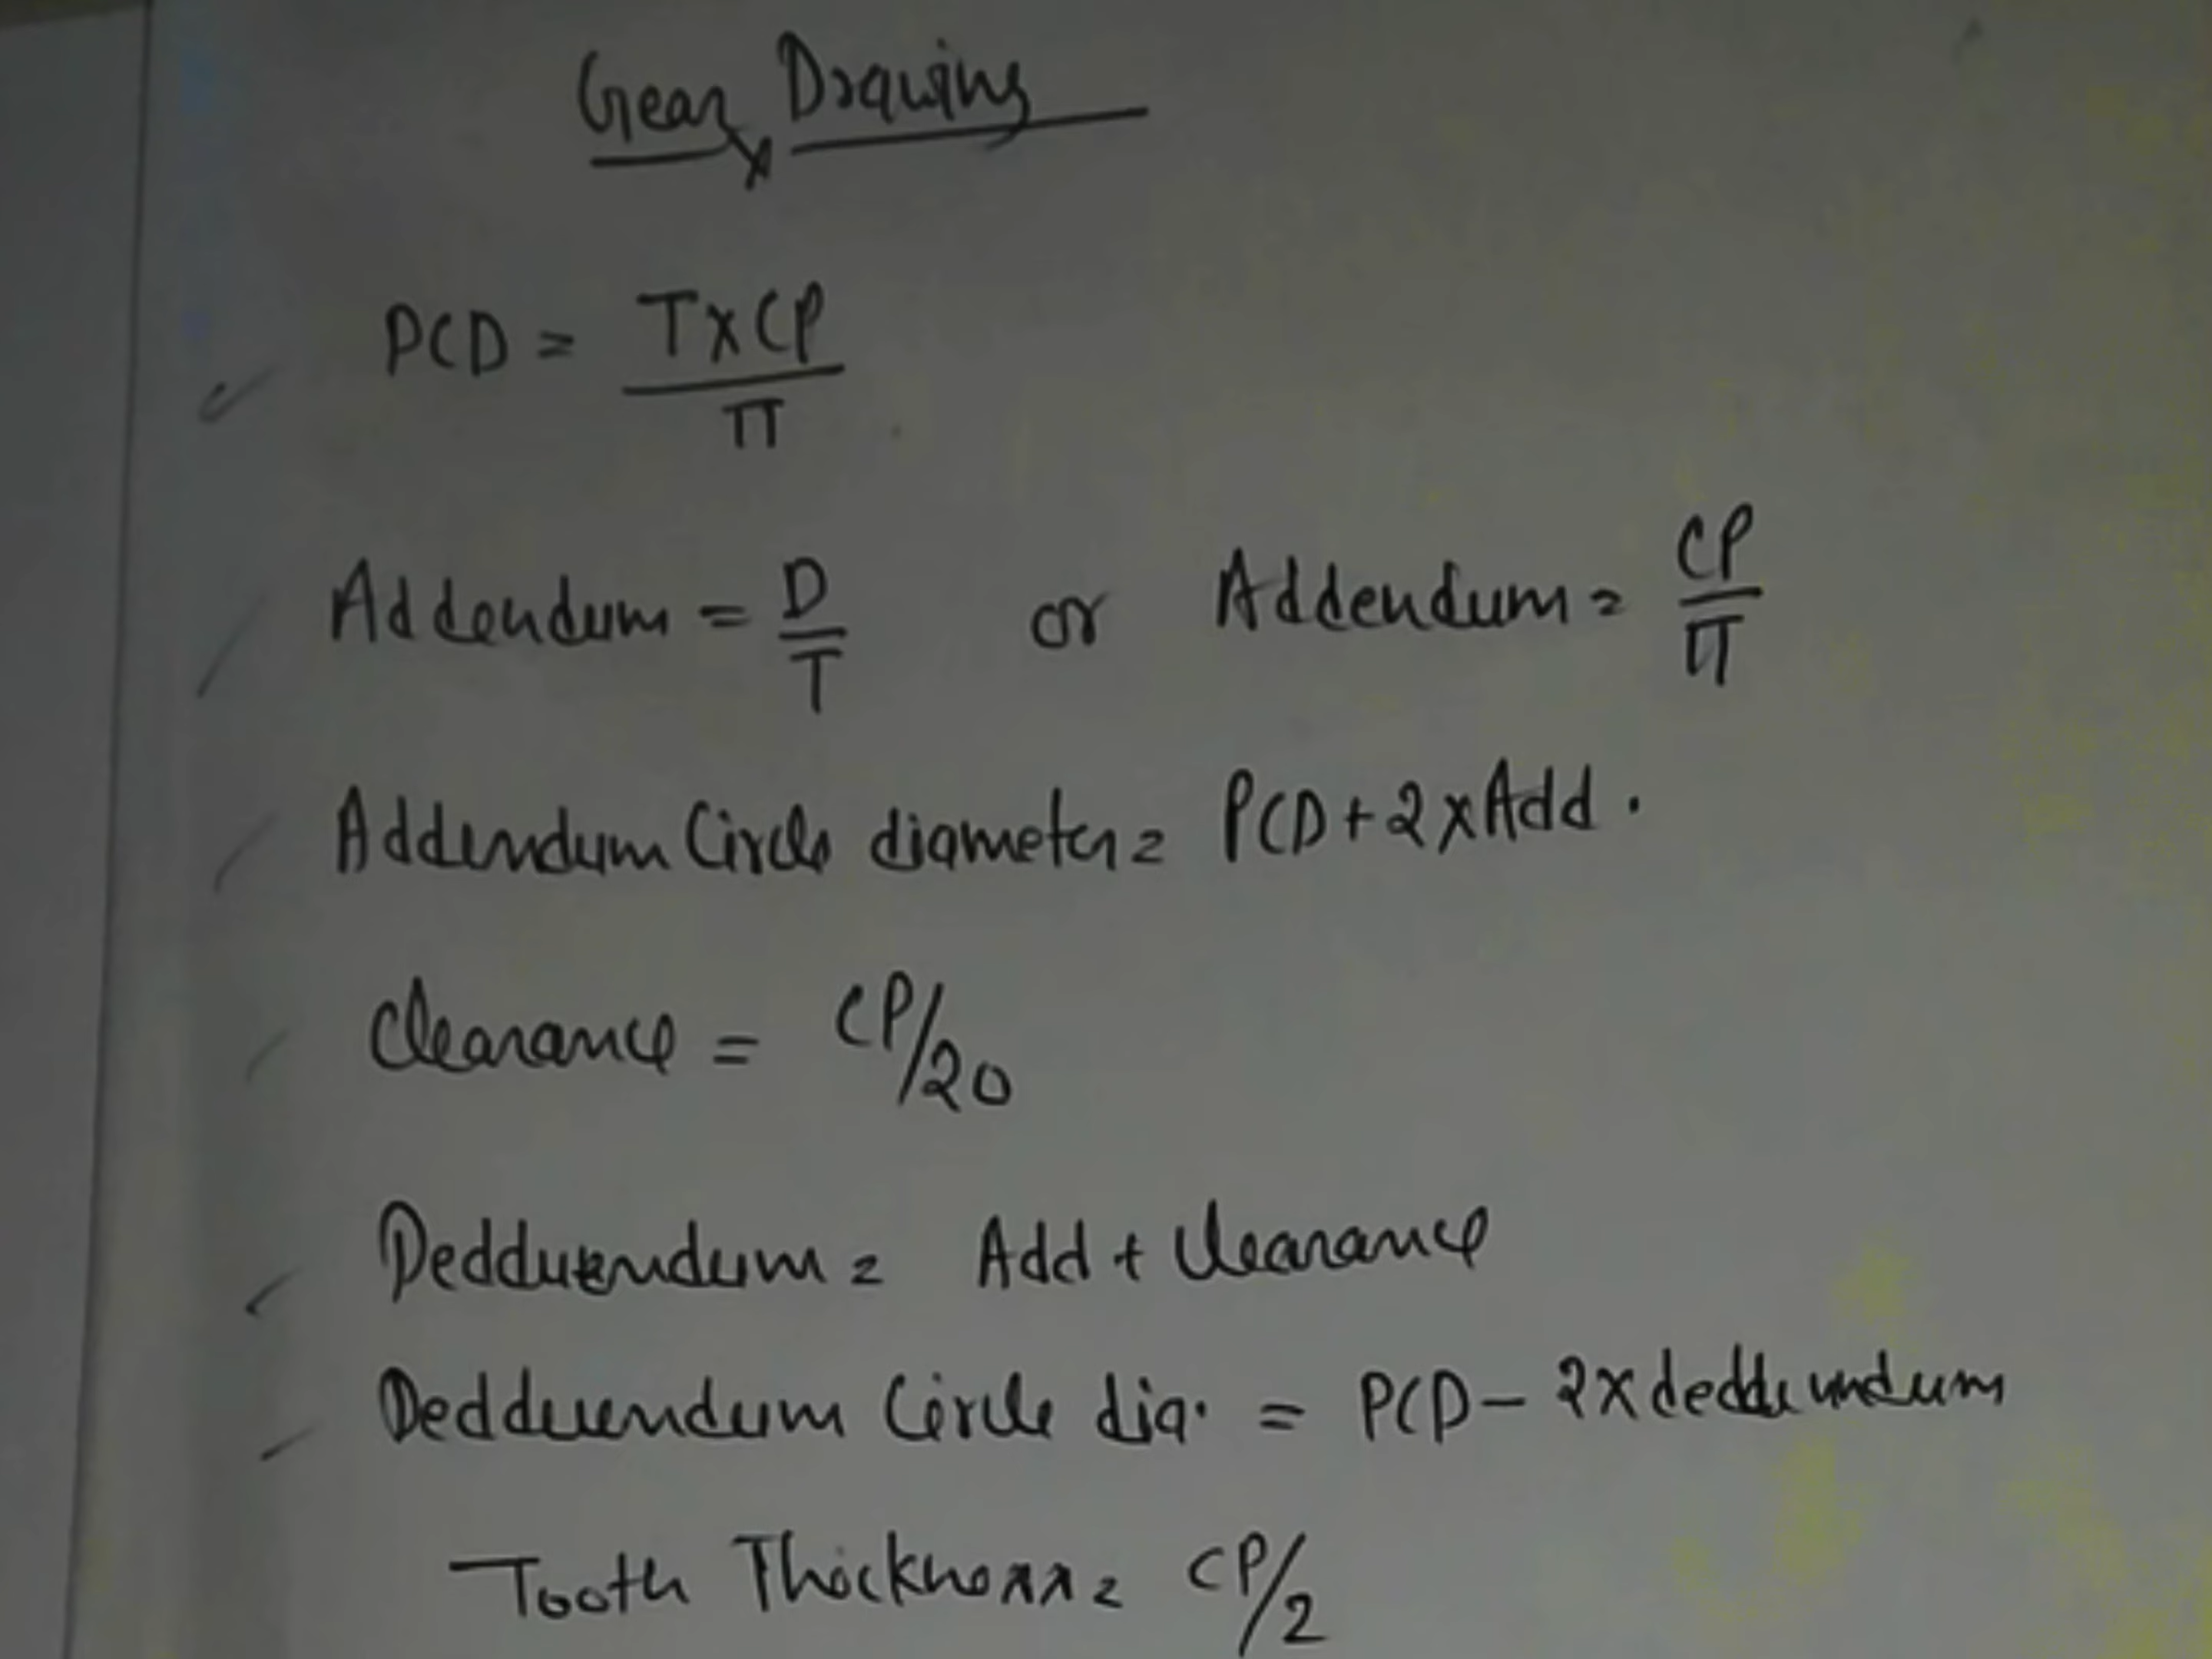 Gear Drawing
PCD = T×CP/π
Addendum = D/T or Addendum = CP/π
Addendum Circle diameter = PCD + 2×Add.
Clearance = CP/20
Dedduendum = Add + Clearance
Dedduendum Circle dia. = PCD - 2×dedduendum
Tooth Thickness = CP/2